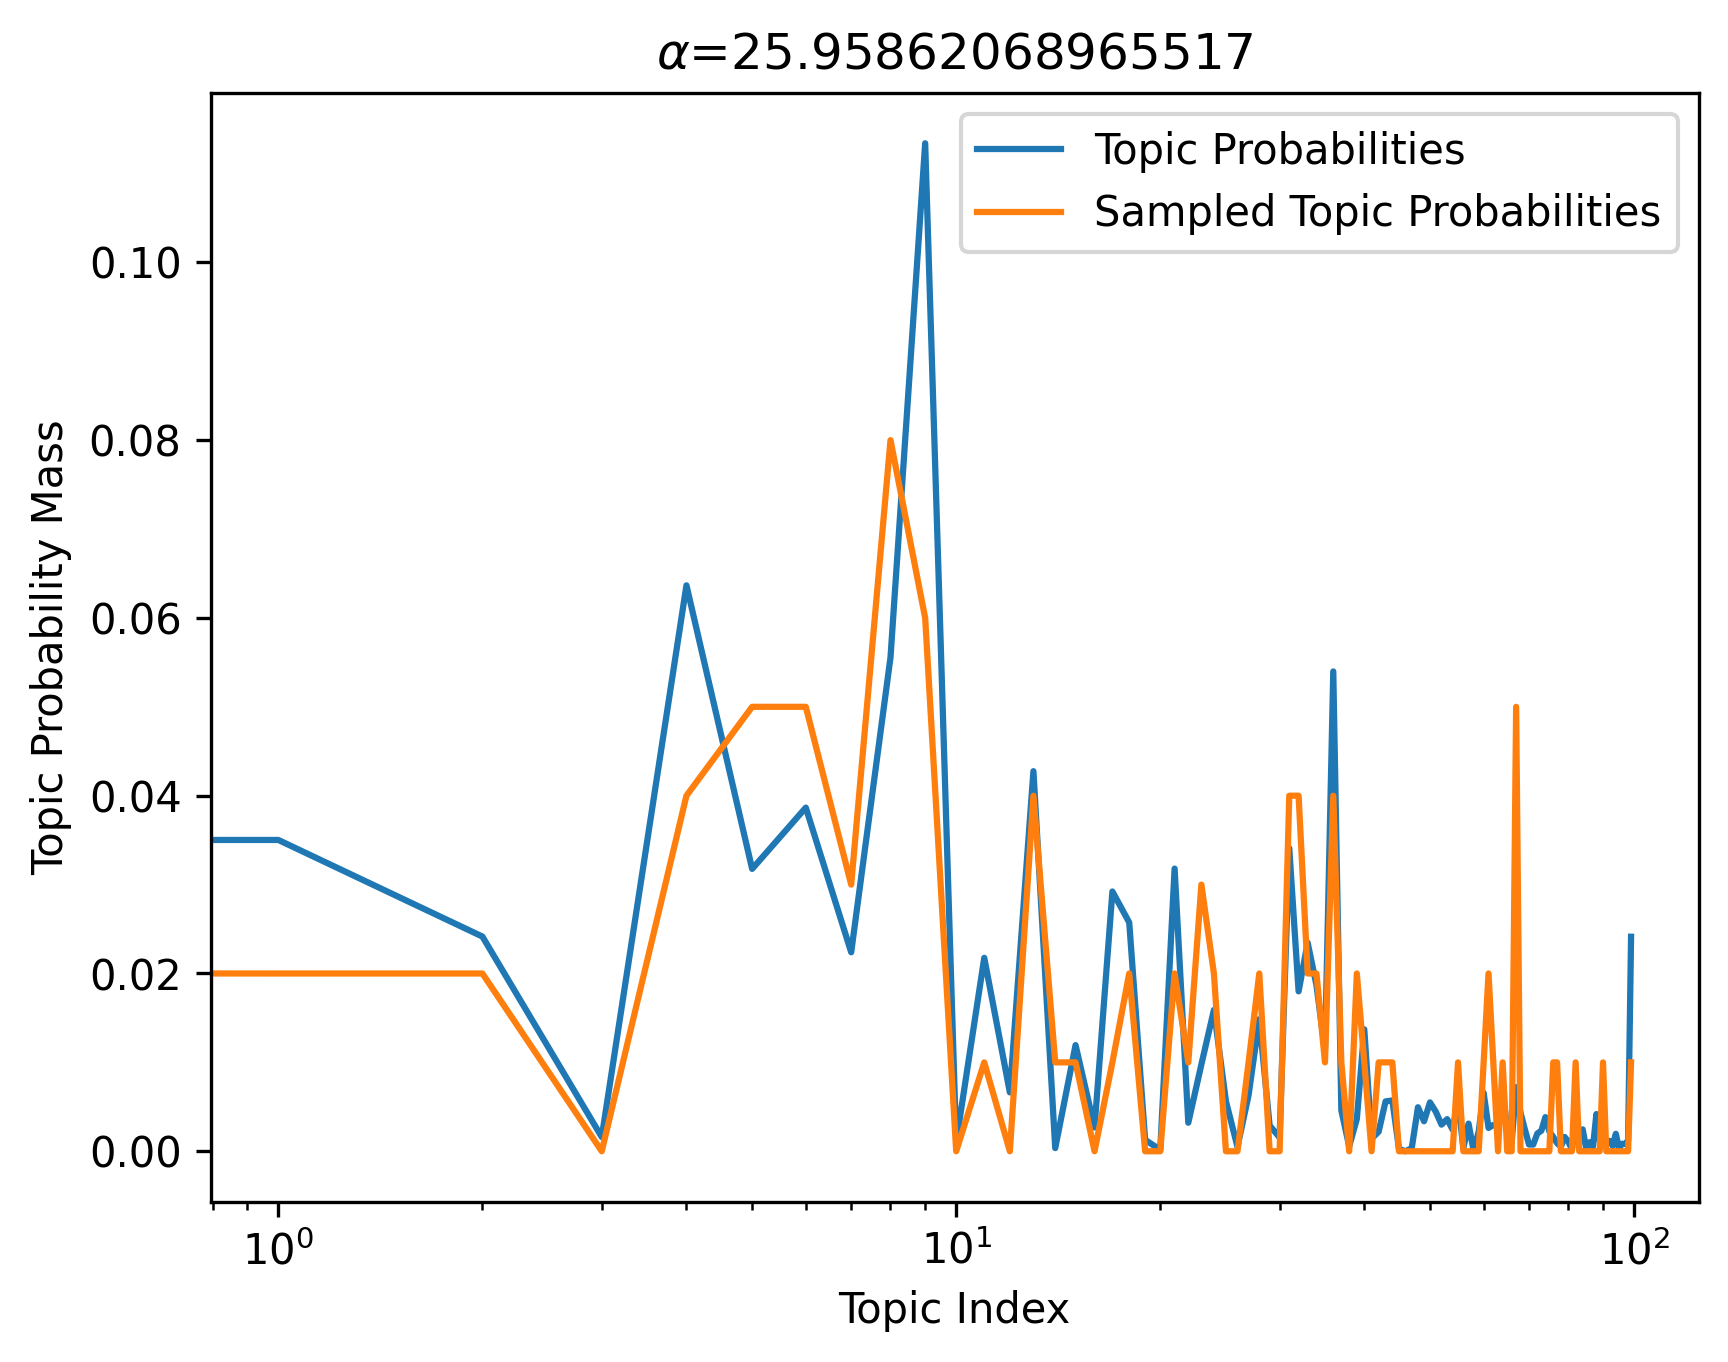 α=25.95862068965517
Topic Probabilities
Sampled Topic Probabilities
Topic Probability Mass
0.10
0.08
0.06
0.04
0.02
0.00
10⁰
10¹
10²
Topic Index